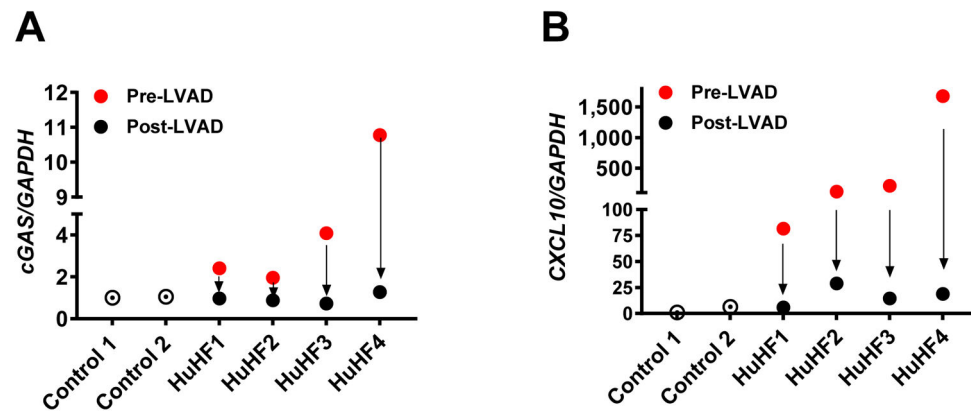 A
cGAS/GAPDH
12
11
10
9
4
2
1
0
Pre-LVAD
Post-LVAD
Control 1
Control 2
HuHF1
HuHF2
HuHF3
HuHF4
B
CXCL10/GAPDH
1,500
1,000
500
100
75
50
25
0
Pre-LVAD
Post-LVAD
Control 1
Control 2
HuHF1
HuHF2
HuHF3
HuHF4